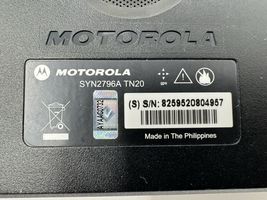 MOTOROLA
MOTOROLA
SYN2796A TN20
(S) S/N: 8259520804957
Made in The Philippines